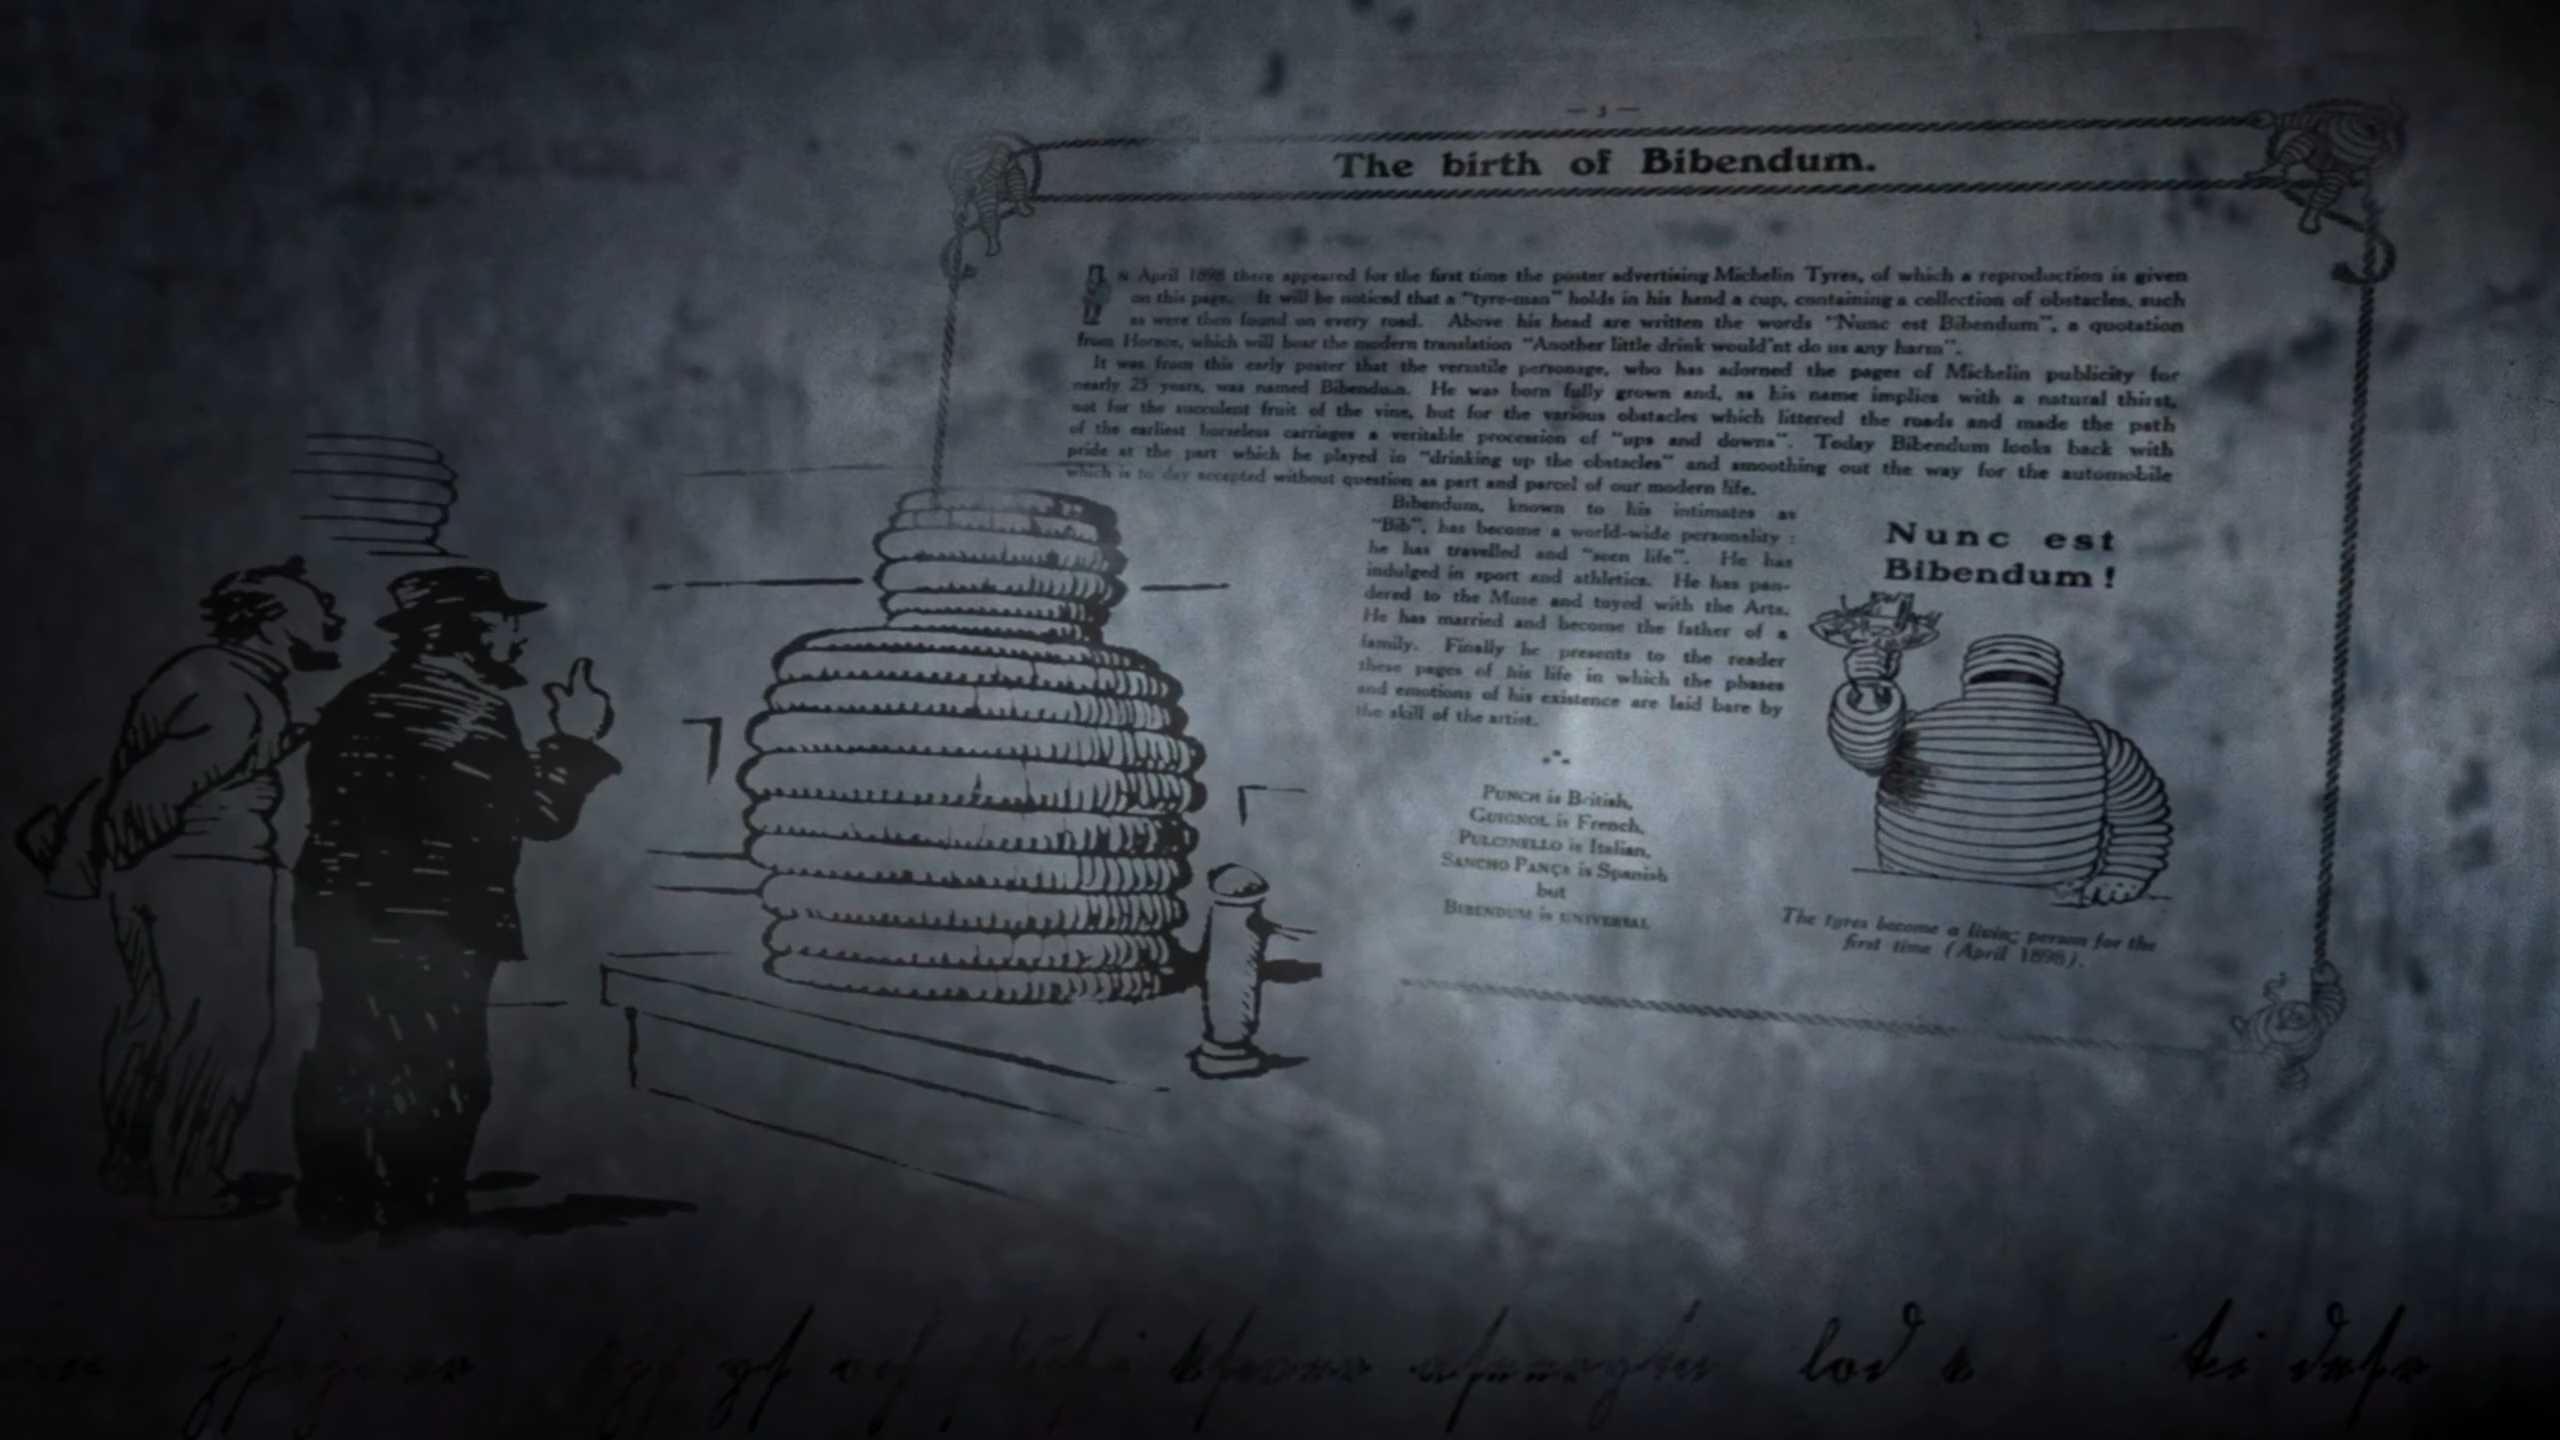 — 3 —
The birth of Bibendum.
IN April 1898 there appeared for the first time the poster advertising Michelin Tyres, of which a reproduction is given
on this page. It will be noticed that a "tyre-man" holds in his hand a cup, containing a collection of obstacles, such
as were then found on every road. Above his head are written the words "Nunc est Bibendum", a quotation
from Horace, which will bear the modern translation "Another little drink would'nt do us any harm".
It was from this early poster that the versatile personage, who has adorned the pages of Michelin publicity for
nearly 25 years, was named Bibendum. He was born fully grown and, as his name implies with a natural thirst,
not for the succulent fruit of the vine, but for the various obstacles which littered the roads and made the path
of the earliest horseless carriages a veritable procession of "ups and downs". Today Bibendum looks back with
pride at the part which he played in "drinking up the obstacles" and smoothing out the way for the automobile
which is to day accepted without question as part and parcel of our modern life.
Bibendum, known to his intimates as
"Bib", has become a world-wide personality :
he has travelled and "seen life". He has
indulged in sport and athletics. He has pan-
dered to the Muse and toyed with the Arts.
He has married and become the father of a
family. Finally he presents to the reader
these pages of his life in which the phases
and emotions of his existence are laid bare by
the skill of the artist.
PUNCH is British,
GUIGNOL is French,
PULCINELLO is Italian,
SANCHO PANÇA is Spanish
but
BIBENDUM is UNIVERSAL
Nunc est
Bibendum !
The tyres become a living person for the
first time (April 1898).